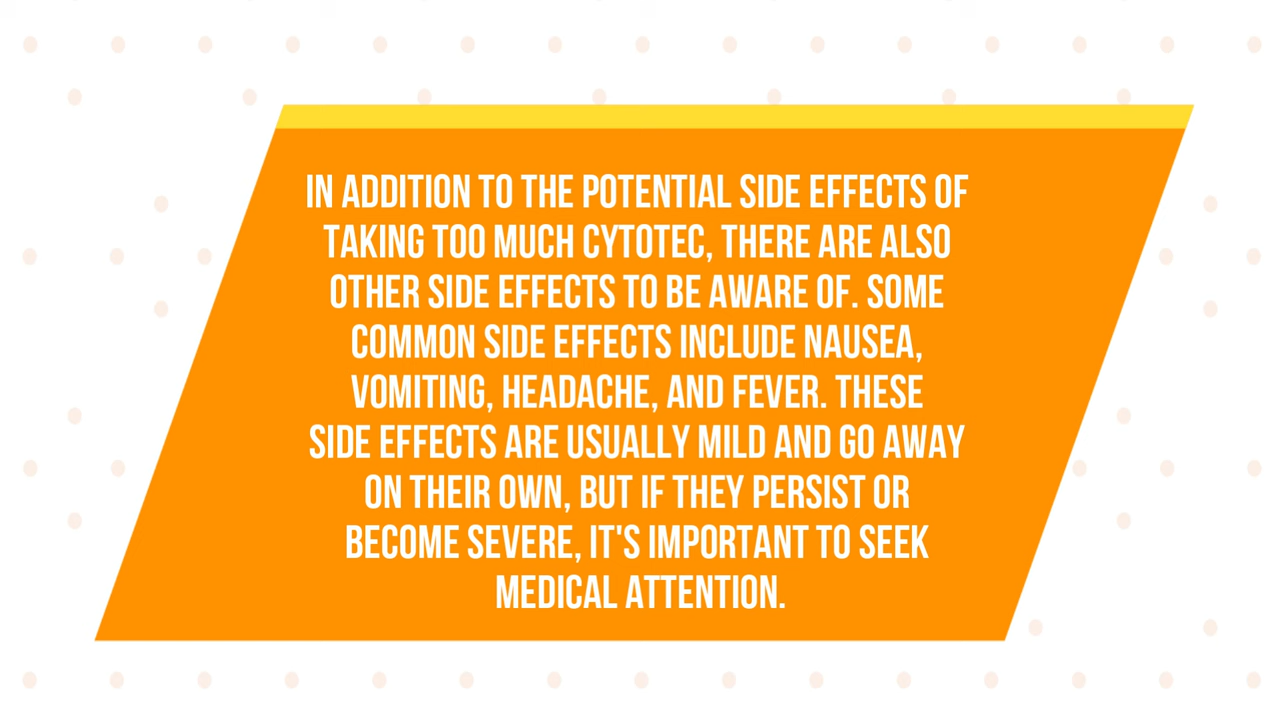 IN ADDITION TO THE POTENTIAL SIDE EFFECTS OF
TAKING TOO MUCH CYTOTEC, THERE ARE ALSO
OTHER SIDE EFFECTS TO BE AWARE OF. SOME
COMMON SIDE EFFECTS INCLUDE NAUSEA,
VOMITING, HEADACHE, AND FEVER. THESE
SIDE EFFECTS ARE USUALLY MILD AND GO AWAY
ON THEIR OWN, BUT IF THEY PERSIST OR
BECOME SEVERE, IT'S IMPORTANT TO SEEK
MEDICAL ATTENTION.